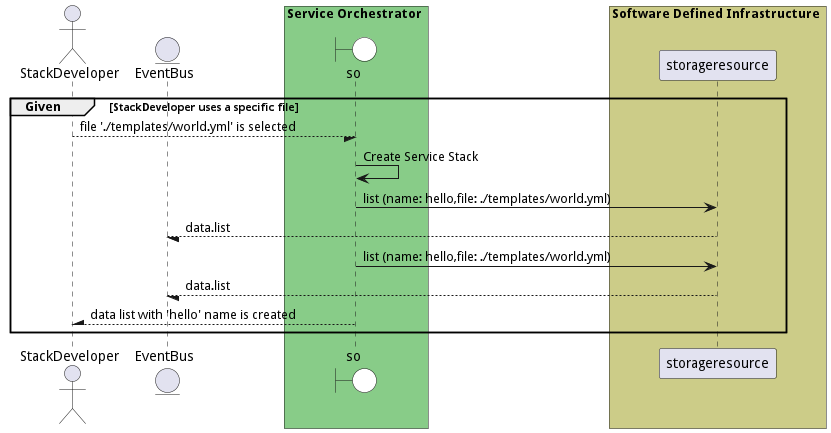 Service Orchestrator
Software Defined Infrastructure
StackDeveloper
EventBus
so
storageresource
Given
[StackDeveloper uses a specific file]
file './templates/world.yml' is selected
Create Service Stack
list (name: hello,file: ./templates/world.yml)
data.list
list (name: hello,file: ./templates/world.yml)
data.list
data list with 'hello' name is created
StackDeveloper
EventBus
so
storageresource